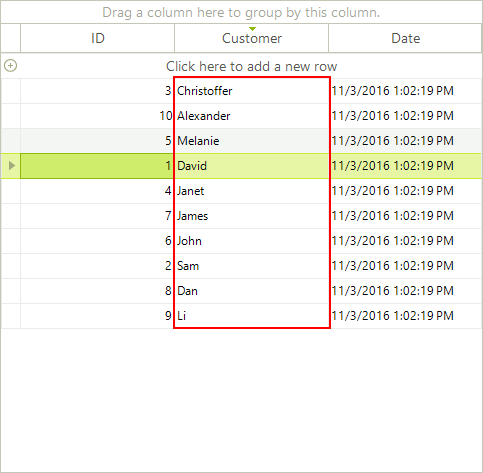 Drag a column here to group by this column.
ID Customer Date
Click here to add a new row
3 Christoffer 11/3/2016 1:02:19 PM
10 Alexander 11/3/2016 1:02:19 PM
5 Melanie 11/3/2016 1:02:19 PM
1 David 11/3/2016 1:02:19 PM
4 Janet 11/3/2016 1:02:19 PM
7 James 11/3/2016 1:02:19 PM
6 John 11/3/2016 1:02:19 PM
2 Sam 11/3/2016 1:02:19 PM
8 Dan 11/3/2016 1:02:19 PM
9 Li 11/3/2016 1:02:19 PM